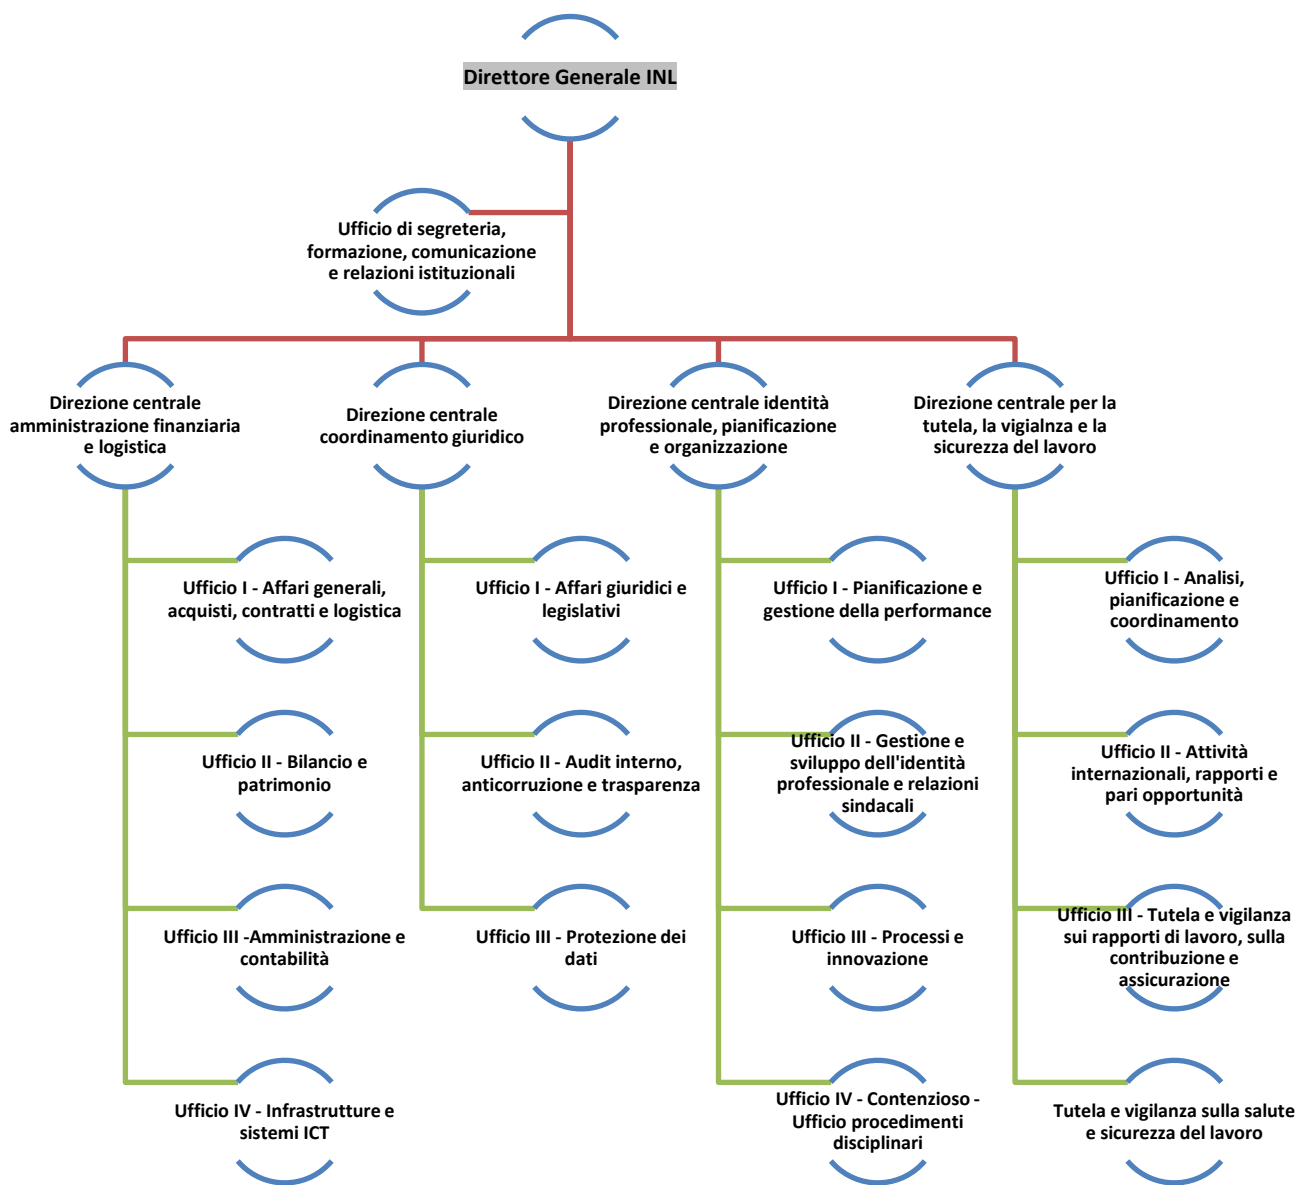 Direttore Generale INL
Ufficio di segreteria,
formazione, comunicazione
e relazioni istituzionali
Direzione centrale
amministrazione finanziaria
e logistica
Direzione centrale
coordinamento giuridico
Direzione centrale identità
professionale, pianificazione
e organizzazione
Direzione centrale per la
tutela, la vigialnza e la
sicurezza del lavoro
Ufficio I - Affari generali,
acquisti, contratti e logistica
Ufficio I - Affari giuridici e
legislativi
Ufficio I - Pianificazione e
gestione della performance
Ufficio I - Analisi,
pianificazione e
coordinamento
Ufficio II - Bilancio e
patrimonio
Ufficio II - Audit interno,
anticorruzione e trasparenza
Ufficio II - Gestione e
sviluppo dell'identità
professionale e relazioni
sindacali
Ufficio II - Attività
internazionali, rapporti e
pari opportunità
Ufficio III -Amministrazione e
contabilità
Ufficio III - Protezione dei
dati
Ufficio III - Processi e
innovazione
Ufficio III - Tutela e vigilanza
sui rapporti di lavoro, sulla
contribuzione e
assicurazione
Ufficio IV - Infrastrutture e
sistemi ICT
Ufficio IV - Contenzioso -
Ufficio procedimenti
disciplinari
Tutela e vigilanza sulla salute
e sicurezza del lavoro